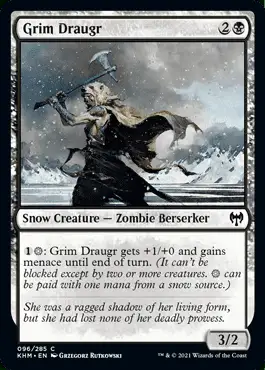 Grim Draugr 2
Snow Creature — Zombie Berserker
1: Grim Draugr gets +1/+0 and gains
menace until end of turn. (It can't be
blocked except by two or more creatures.
can be paid with one mana from a snow source.)
She was a ragged shadow of her living form,
but she had lost none of her deadly prowess.
3/2
096/285 C
KHM • EN GRZEGORZ RUTKOWSKI
™ & © 2021 Wizards of the Coast